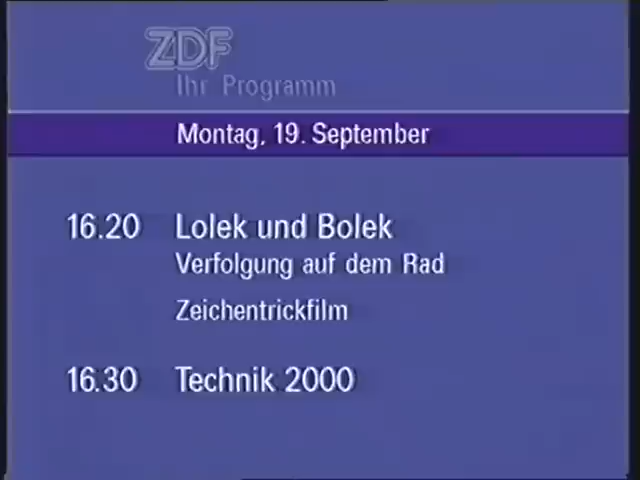 ZDF
Ihr Programm
Montag, 19. September
16.20 Lolek und Bolek
Verfolgung auf dem Rad
Zeichentrickfilm
16.30 Technik 2000